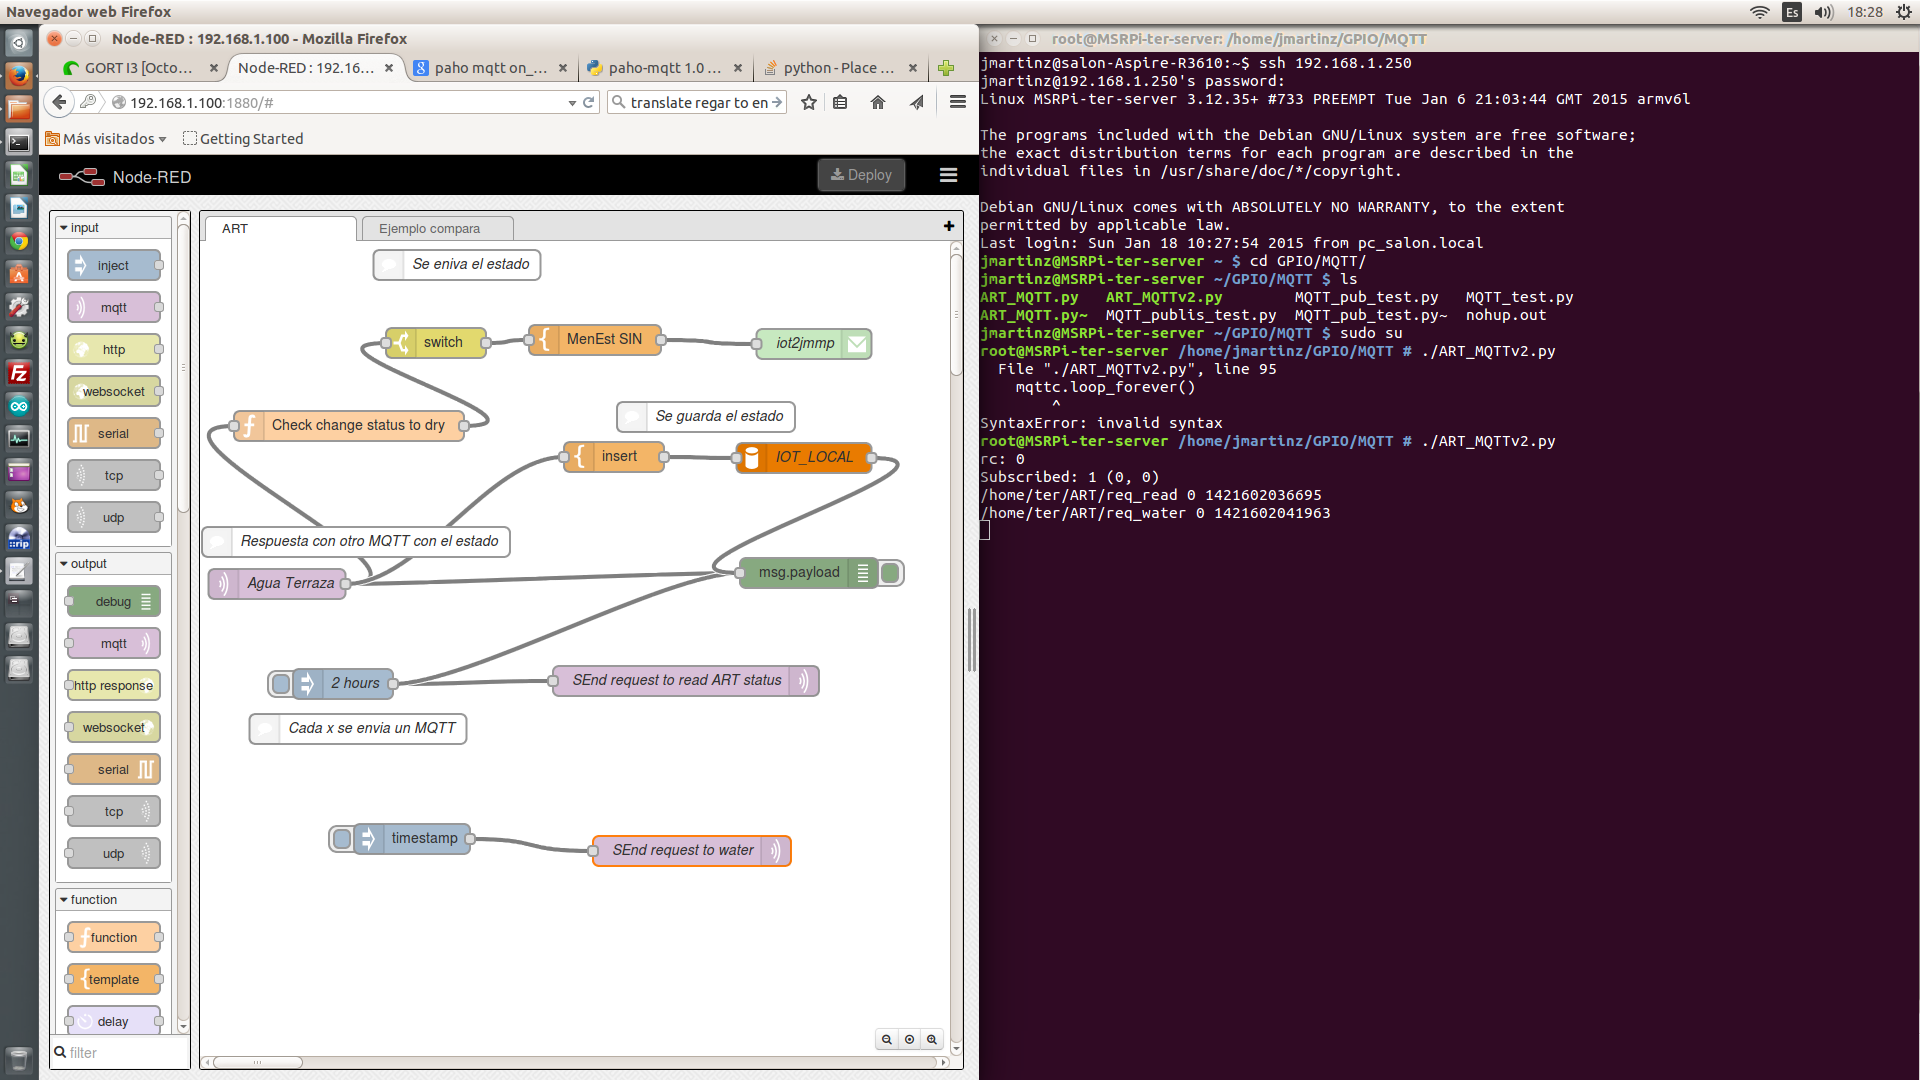 Navegador web Firefox
Es
18:28
Node-RED : 192.168.1.100 - Mozilla Firefox
GORT I3 [Octo...
Node-RED : 192.16...
paho mqtt on_...
paho-mqtt 1.0 ...
python - Place ...
192.168.1.100:1880/#
translate regar to en
Más visitados
Getting Started
Node-RED
Deploy
input
inject
mqtt
http
websocket
serial
tcp
udp
output
debug
mqtt
http response
websocket
serial
tcp
udp
function
function
template
delay
filter
ART
Ejemplo compara
Se eniva el estado
switch
MenEst SIN
iot2jmmp
Check change status to dry
Se guarda el estado
insert
IOT_LOCAL
Respuesta con otro MQTT con el estado
Agua Terraza
msg.payload
2 hours
SEnd request to read ART status
Cada x se envia un MQTT
timestamp
SEnd request to water
root@MSRPi-ter-server: /home/jmartinz/GPIO/MQTT
jmartinz@salon-Aspire-R3610:~$ ssh 192.168.1.250
jmartinz@192.168.1.250's password:
Linux MSRPi-ter-server 3.12.35+ #733 PREEMPT Tue Jan 6 21:03:44 GMT 2015 armv6l
The programs included with the Debian GNU/Linux system are free software;
the exact distribution terms for each program are described in the
individual files in /usr/share/doc/*/copyright.
Debian GNU/Linux comes with ABSOLUTELY NO WARRANTY, to the extent
permitted by applicable law.
Last login: Sun Jan 18 10:27:54 2015 from pc_salon.local
jmartinz@MSRPi-ter-server ~ $ cd GPIO/MQTT/
jmartinz@MSRPi-ter-server ~/GPIO/MQTT $ ls
ART_MQTT.py   ART_MQTTv2.py        MQTT_pub_test.py   MQTT_test.py
ART_MQTT.py~  MQTT_publis_test.py  MQTT_pub_test.py~  nohup.out
jmartinz@MSRPi-ter-server ~/GPIO/MQTT $ sudo su
root@MSRPi-ter-server /home/jmartinz/GPIO/MQTT # ./ART_MQTTv2.py
File "./ART_MQTTv2.py", line 95
mqttc.loop_forever()
^
SyntaxError: invalid syntax
root@MSRPi-ter-server /home/jmartinz/GPIO/MQTT # ./ART_MQTTv2.py
rc: 0
Subscribed: 1 (0, 0)
/home/ter/ART/req_read 0 1421602036695
/home/ter/ART/req_water 0 1421602041963